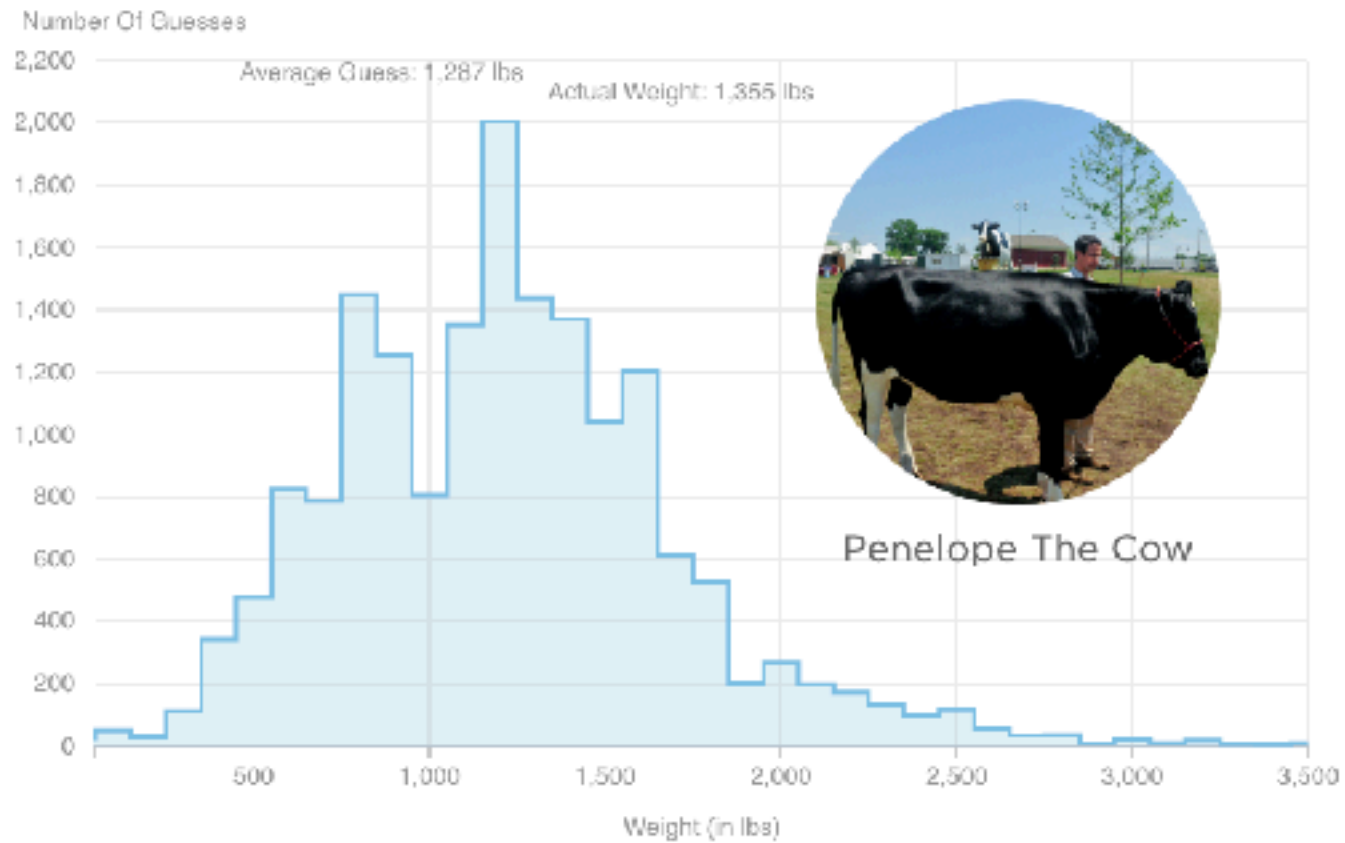 Number Of Guesses
2,200
Average Guess: 1,287 lbs
Actual Weight: 1,355 lbs
2,000
1,800
1,600
1,400
1,200
1,000
800
600
Penelope The Cow
400
200
0
500 1,000 1,500 2,000 2,500 3,000 3,500
Weight (in lbs)